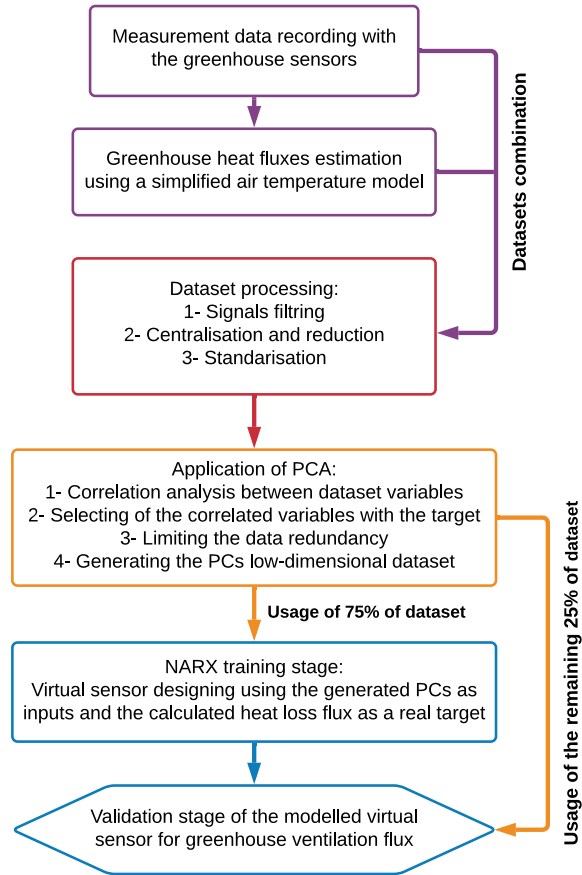 Measurement data recording with
the greenhouse sensors
Greenhouse heat fluxes estimation
using a simplified air temperature model
Datasets combination
Dataset processing:
1- Signals filtring
2- Centralisation and reduction
3- Standarisation
Application of PCA:
1- Correlation analysis between dataset variables
2- Selecting of the correlated variables with the target
3- Limiting the data redundancy
4- Generating the PCs low-dimensional dataset
Usage of 75% of dataset
Usage of the remaining 25% of dataset
NARX training stage:
Virtual sensor designing using the generated PCs as
inputs and the calculated heat loss flux as a real target
Validation stage of the modelled virtual
sensor for greenhouse ventilation flux